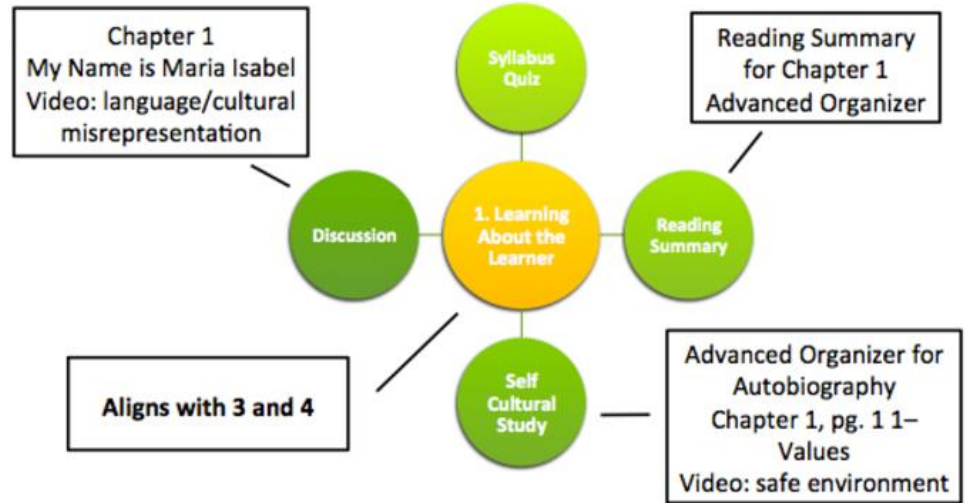 Chapter 1
My Name is Maria Isabel
Video: language/cultural
misrepresentation
Syllabus
Quiz
Reading Summary
for Chapter 1
Advanced Organizer
Discussion
1. Learning
About the
Learner
Reading
Summary
Aligns with 3 and 4
Self
Cultural
Study
Advanced Organizer for
Autobiography
Chapter 1, pg. 1 1–
Values
Video: safe environment